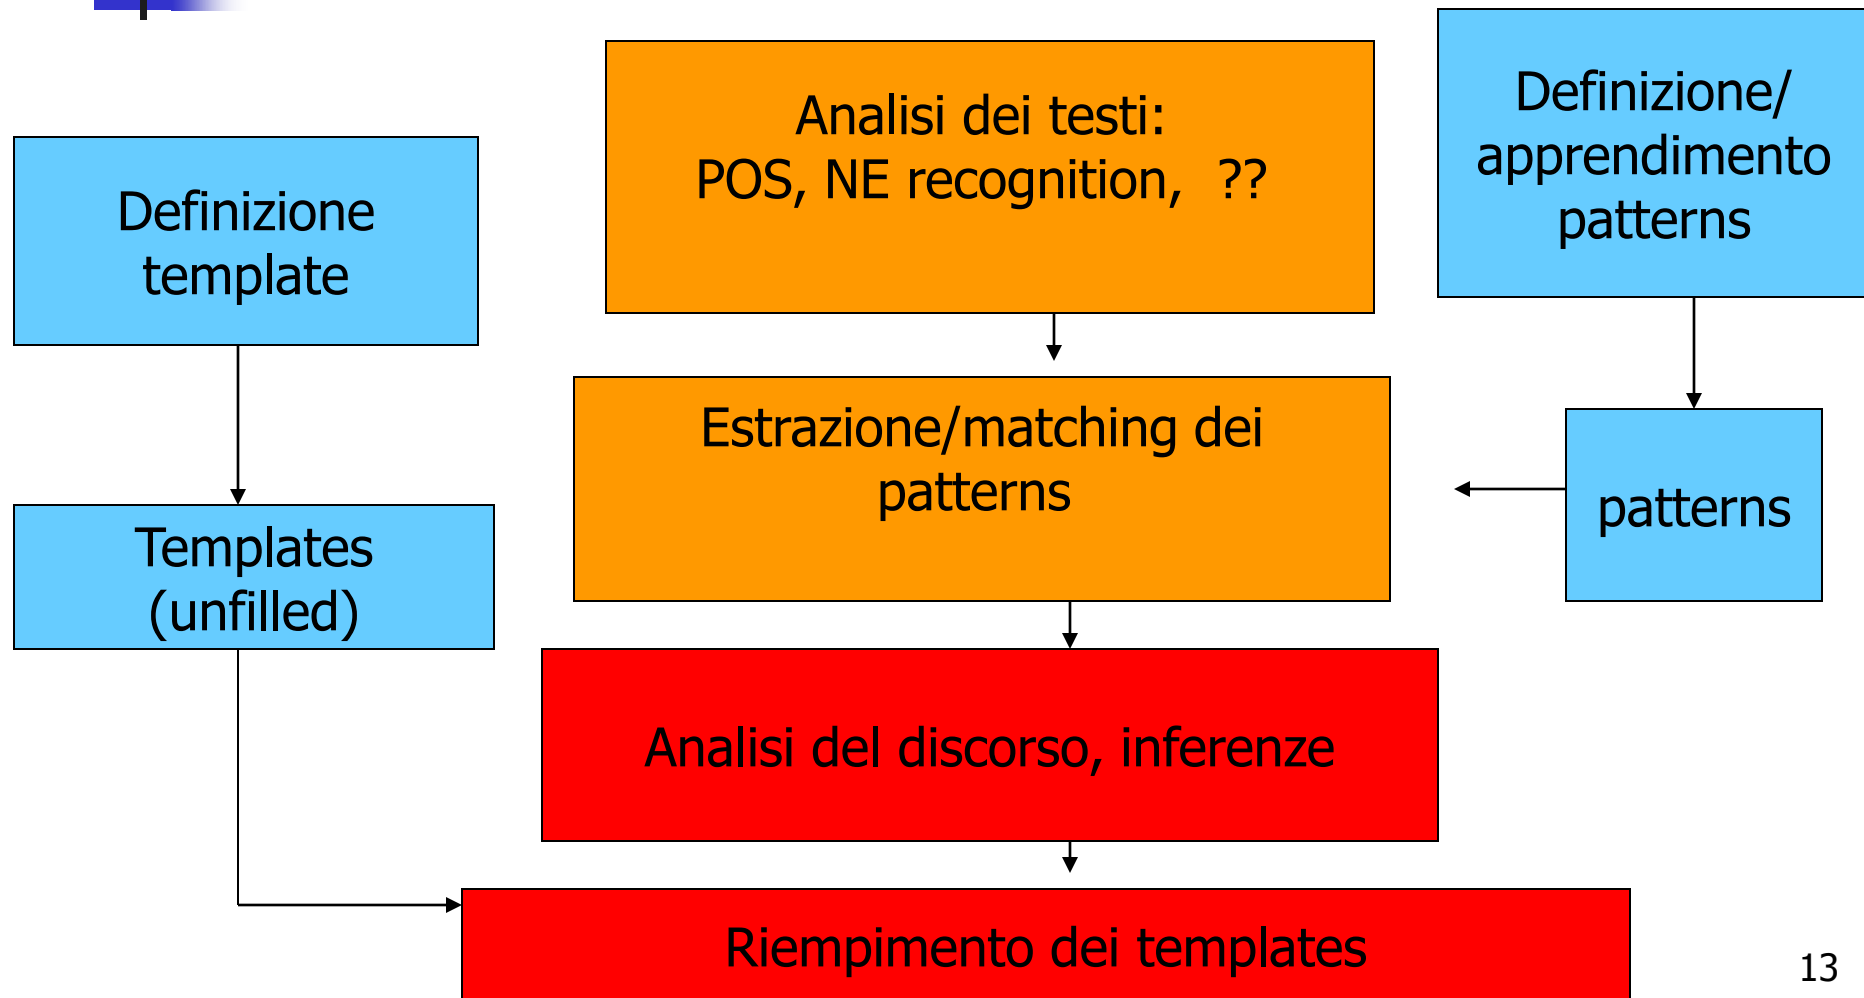 Definizione
template
Analisi dei testi:
POS, NE recognition, ??
Definizione/
apprendimento
patterns
Estrazione/matching dei
patterns
patterns
Templates
(unfilled)
Analisi del discorso, inferenze
Riempimento dei templates
13